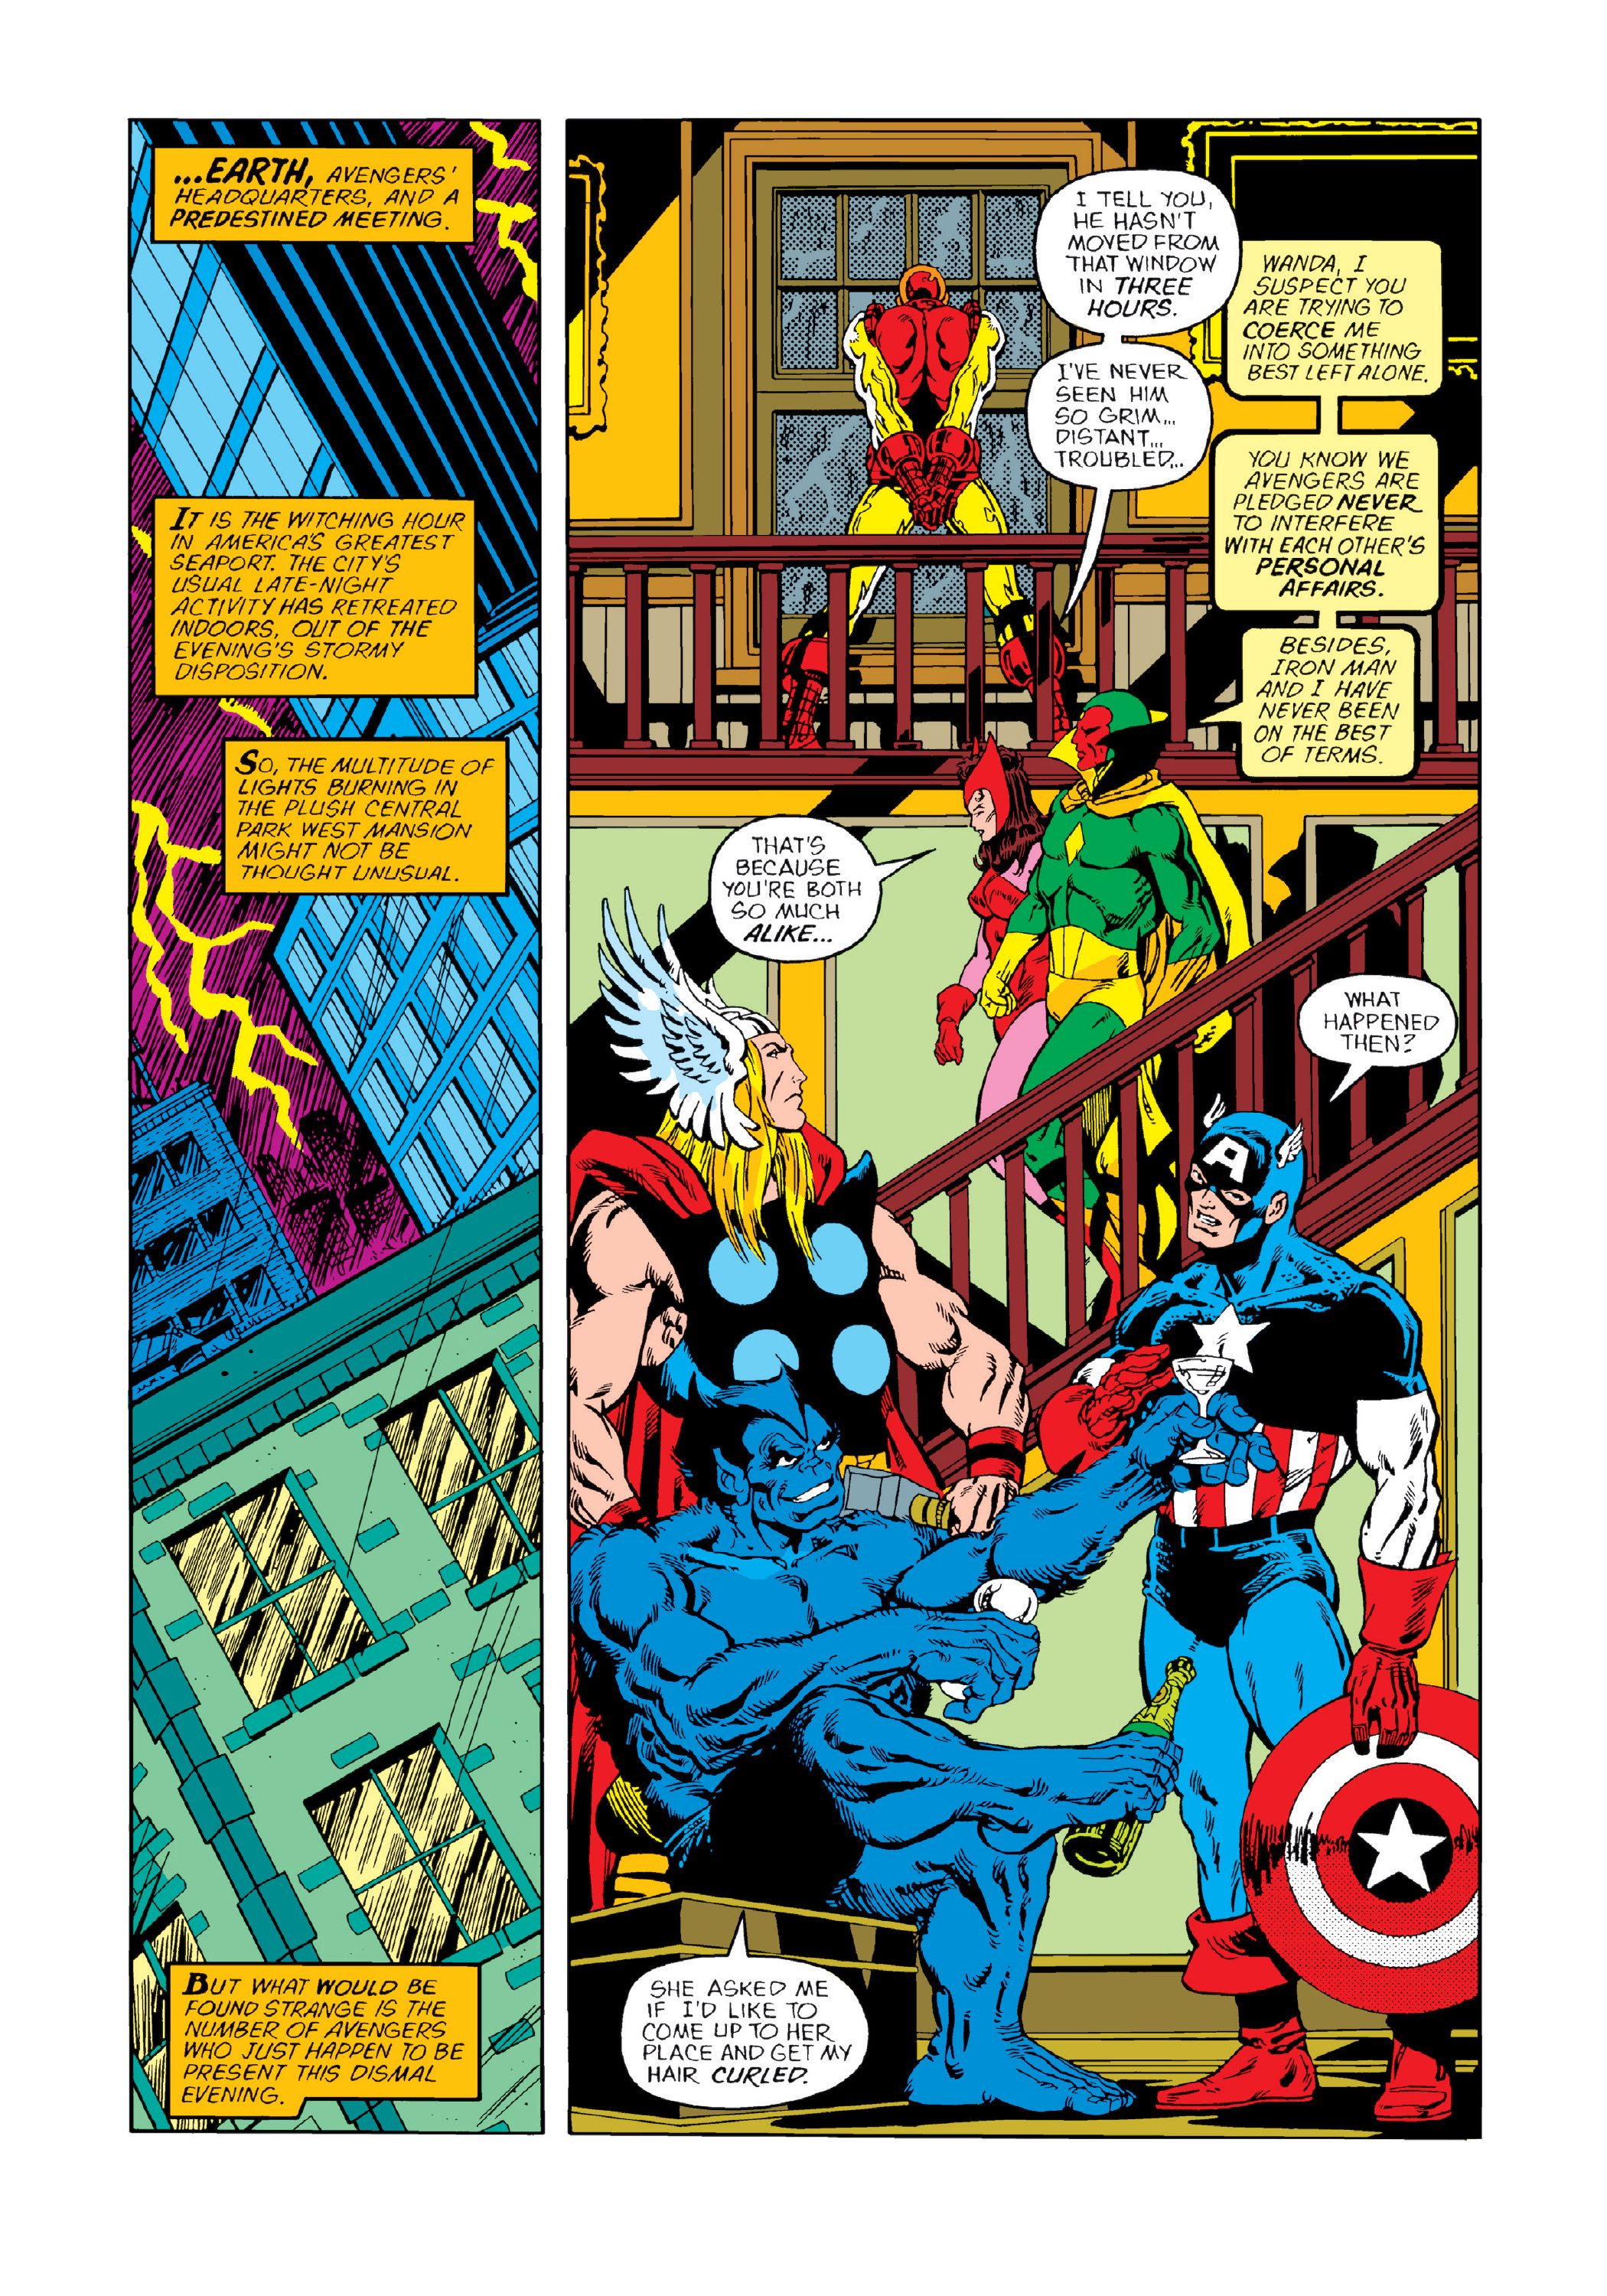 ...EARTH, AVENGERS'
HEADQUARTERS, AND A
PREDESTINED MEETING.
IT IS THE WITCHING HOUR
IN AMERICA'S GREATEST
SEAPORT. THE CITY'S
USUAL LATE-NIGHT
ACTIVITY HAS RETREATED
INDOORS, OUT OF THE
EVENING'S STORMY
DISPOSITION.
SO, THE MULTITUDE OF
LIGHTS BURNING IN
THE PLUSH CENTRAL
PARK WEST MANSION
MIGHT NOT BE
THOUGHT UNUSUAL.
BUT WHAT WOULD BE
FOUND STRANGE IS THE
NUMBER OF AVENGERS
WHO JUST HAPPEN TO BE
PRESENT THIS DISMAL
EVENING.
I TELL YOU,
HE HASN'T
MOVED FROM
THAT WINDOW
IN THREE
HOURS.
I'VE NEVER
SEEN HIM
SO GRIM...
DISTANT...
TROUBLED...
WANDA, I
SUSPECT YOU
ARE TRYING TO
COERCE ME
INTO SOMETHING
BEST LEFT ALONE.
YOU KNOW WE
AVENGERS ARE
PLEDGED NEVER
TO INTERFERE
WITH EACH OTHER'S
PERSONAL
AFFAIRS.
BESIDES,
IRON MAN
AND I HAVE
NEVER BEEN
ON THE BEST
OF TERMS.
THAT'S
BECAUSE
YOU'RE BOTH
SO MUCH
ALIKE...
WHAT
HAPPENED
THEN?
A
SHE ASKED ME
IF I'D LIKE TO
COME UP TO HER
PLACE AND GET MY
HAIR CURLED.